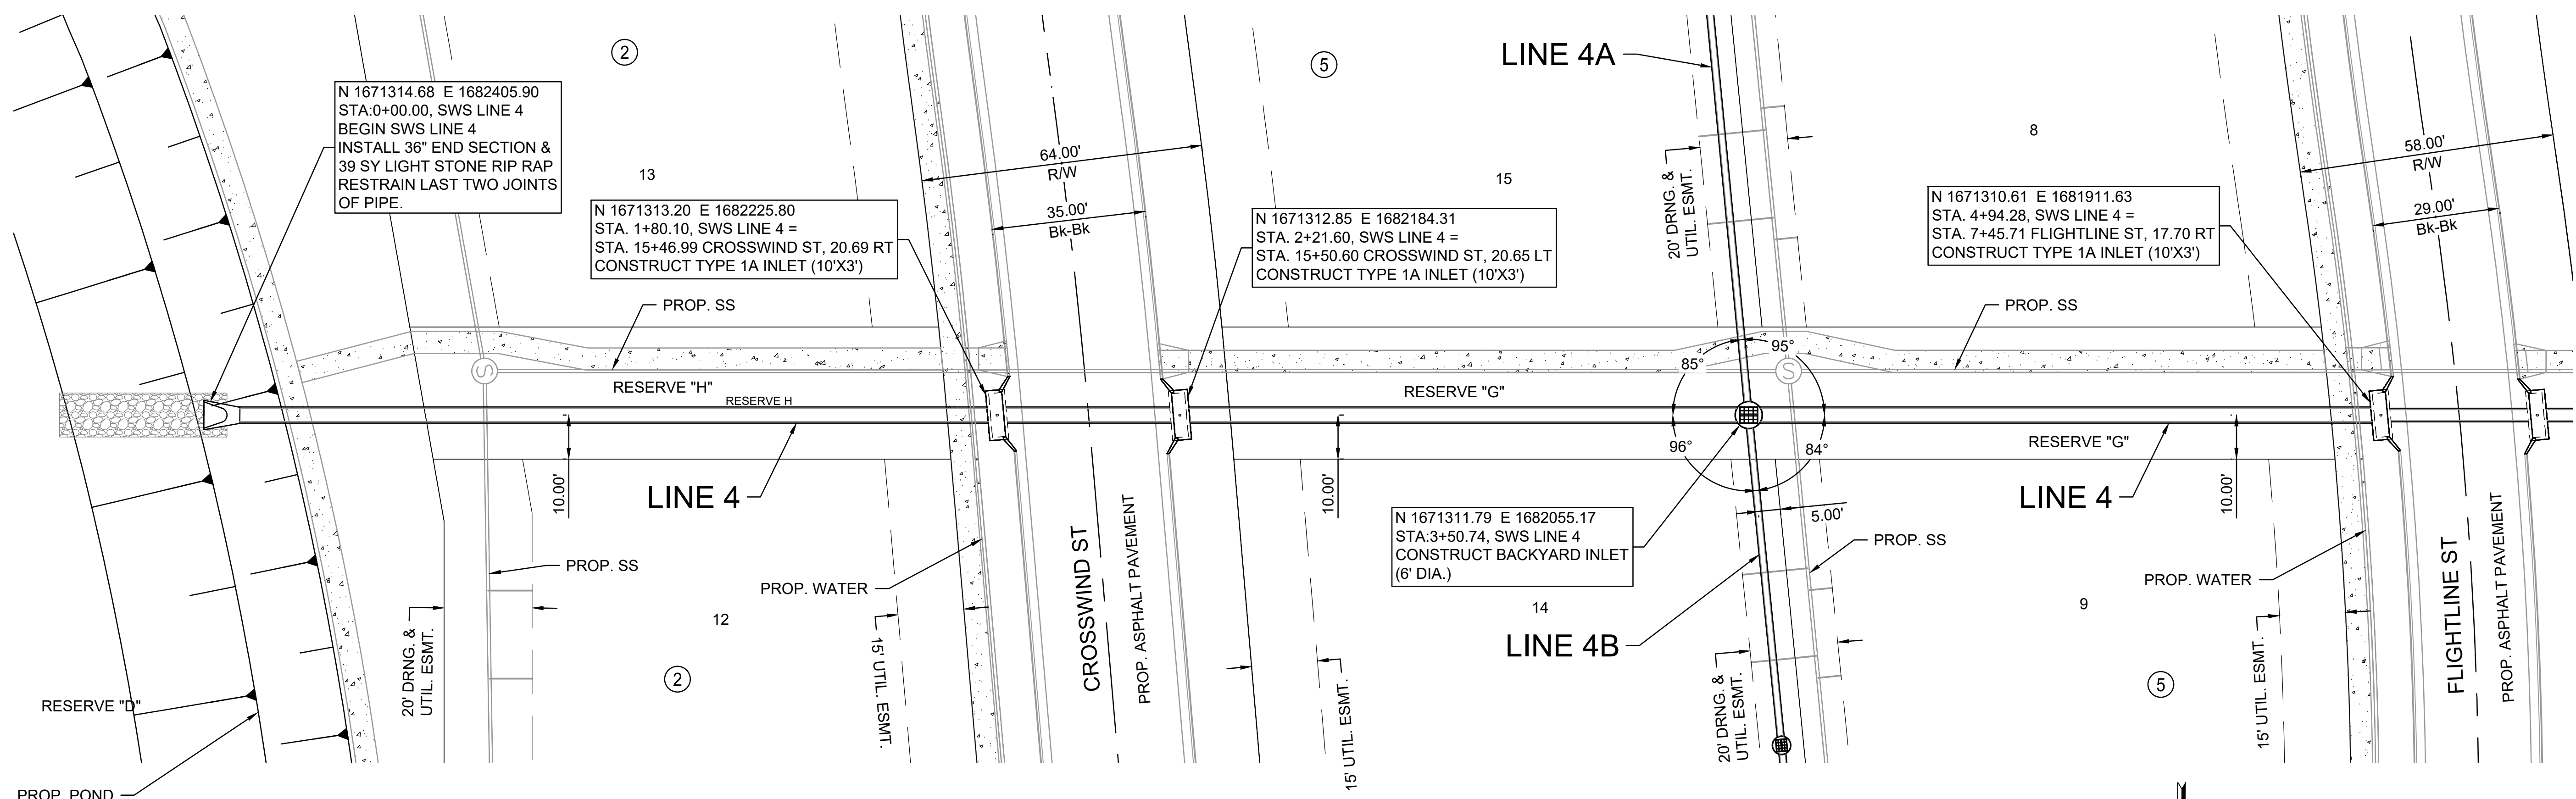 2
5
LINE 4A
N 1671314.68  E 1682405.90
STA:0+00.00, SWS LINE 4
BEGIN SWS LINE 4
INSTALL 36" END SECTION &
39 SY LIGHT STONE RIP RAP
RESTRAIN LAST TWO JOINTS
OF PIPE.
13
64.00'
R/W
35.00'
Bk-Bk
15
8
58.00'
R/W
29.00'
Bk-Bk
20' DRNG. &
UTIL. ESMT.
N 1671313.20  E 1682225.80
STA. 1+80.10, SWS LINE 4 =
STA. 15+46.99 CROSSWIND ST, 20.69 RT
CONSTRUCT TYPE 1A INLET (10'X3')
N 1671312.85  E 1682184.31
STA. 2+21.60, SWS LINE 4 =
STA. 15+50.60 CROSSWIND ST, 20.65 LT
CONSTRUCT TYPE 1A INLET (10'X3')
N 1671310.61  E 1681911.63
STA. 4+94.28, SWS LINE 4 =
STA. 7+45.71 FLIGHTLINE ST, 17.70 RT
CONSTRUCT TYPE 1A INLET (10'X3')
PROP. SS
PROP. SS
95°
85°
96°
84°
S
S
RESERVE "H"
RESERVE H
RESERVE "G"
RESERVE "G"
10.00'
10.00'
10.00'
LINE 4
LINE 4
N 1671311.79  E 1682055.17
STA:3+50.74, SWS LINE 4
CONSTRUCT BACKYARD INLET
(6' DIA.)
5.00'
PROP. SS
PROP. SS
PROP. WATER
PROP. WATER
CROSSWIND ST
PROP. ASPHALT PAVEMENT
FLIGHTLINE ST
PROP. ASPHALT PAVEMENT
12
14
9
LINE 4B
20' DRNG. &
UTIL. ESMT.
15' UTIL. ESMT.
15' UTIL. ESMT.
20' DRNG. &
UTIL. ESMT.
15' UTIL. ESMT.
2
5
RESERVE "D"
PROP. POND